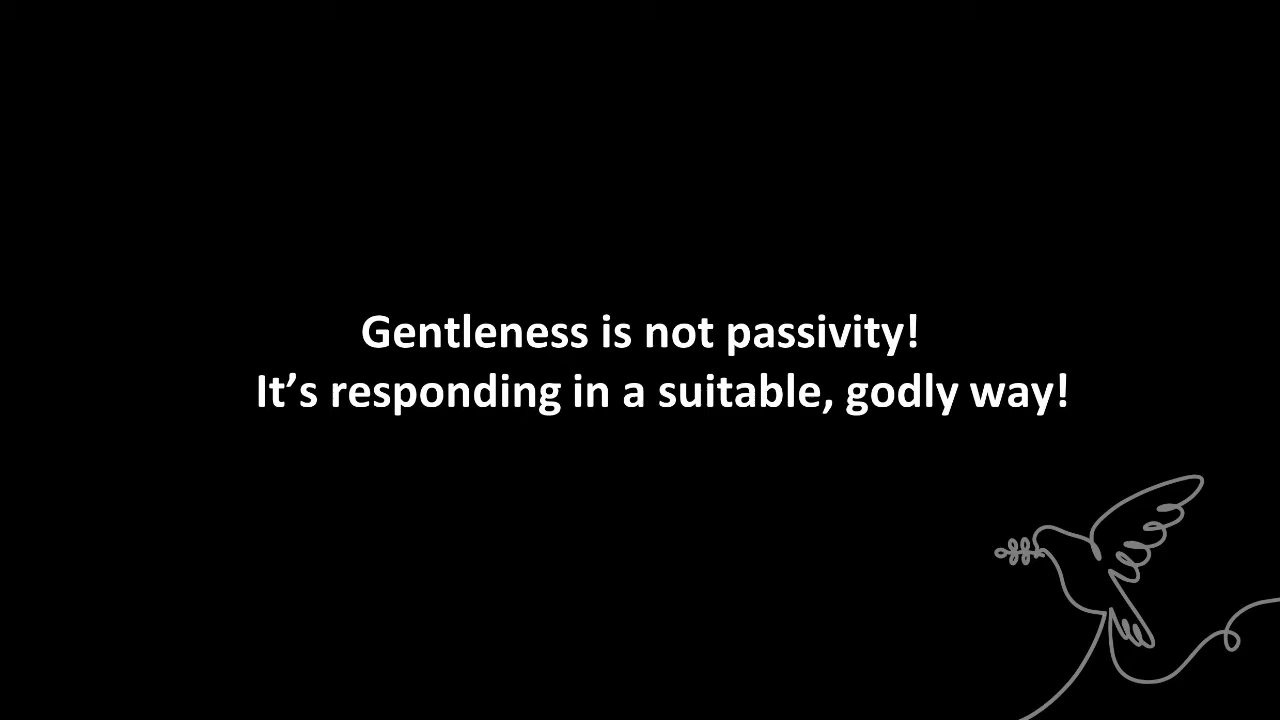 Gentleness is not passivity!
It’s responding in a suitable, godly way!